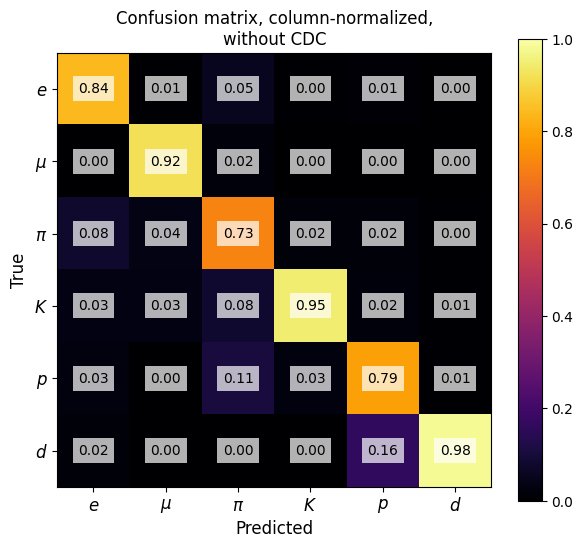 Confusion matrix, column-normalized,
without CDC
e 0.84 0.01 0.05 0.00 0.01 0.00
μ 0.00 0.92 0.02 0.00 0.00 0.00
π 0.08 0.04 0.73 0.02 0.02 0.00
K 0.03 0.03 0.08 0.95 0.02 0.01
p 0.03 0.00 0.11 0.03 0.79 0.01
d 0.02 0.00 0.00 0.00 0.16 0.98
e μ π K p d
Predicted
True
1.0
0.8
0.6
0.4
0.2
0.0